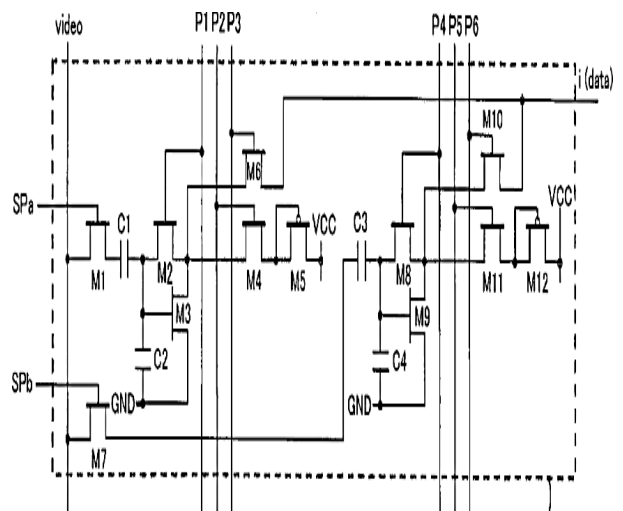 video P1 P2 P3 P4 P5 P6
i (data)
M10
M6
SPa
C1 VCC C3 VCC
M1 M2 M4 M5 M8 M11 M12
M3 M9
C2 C4
SPb
GND GND
M7